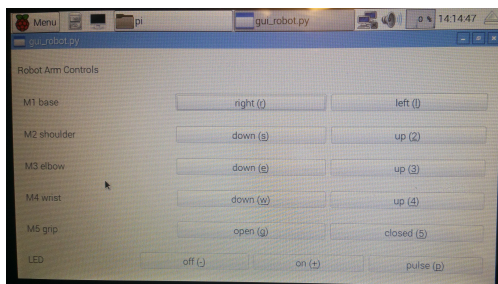 Menu pi gui_robot.py 0 % 14:14:47
gui_robot.py
Robot Arm Controls
M1 base right (r) left (l)
M2 shoulder down (s) up (2)
M3 elbow down (e) up (3)
M4 wrist down (w) up (4)
M5 grip open (g) closed (5)
LED off (-) on (+) pulse (p)